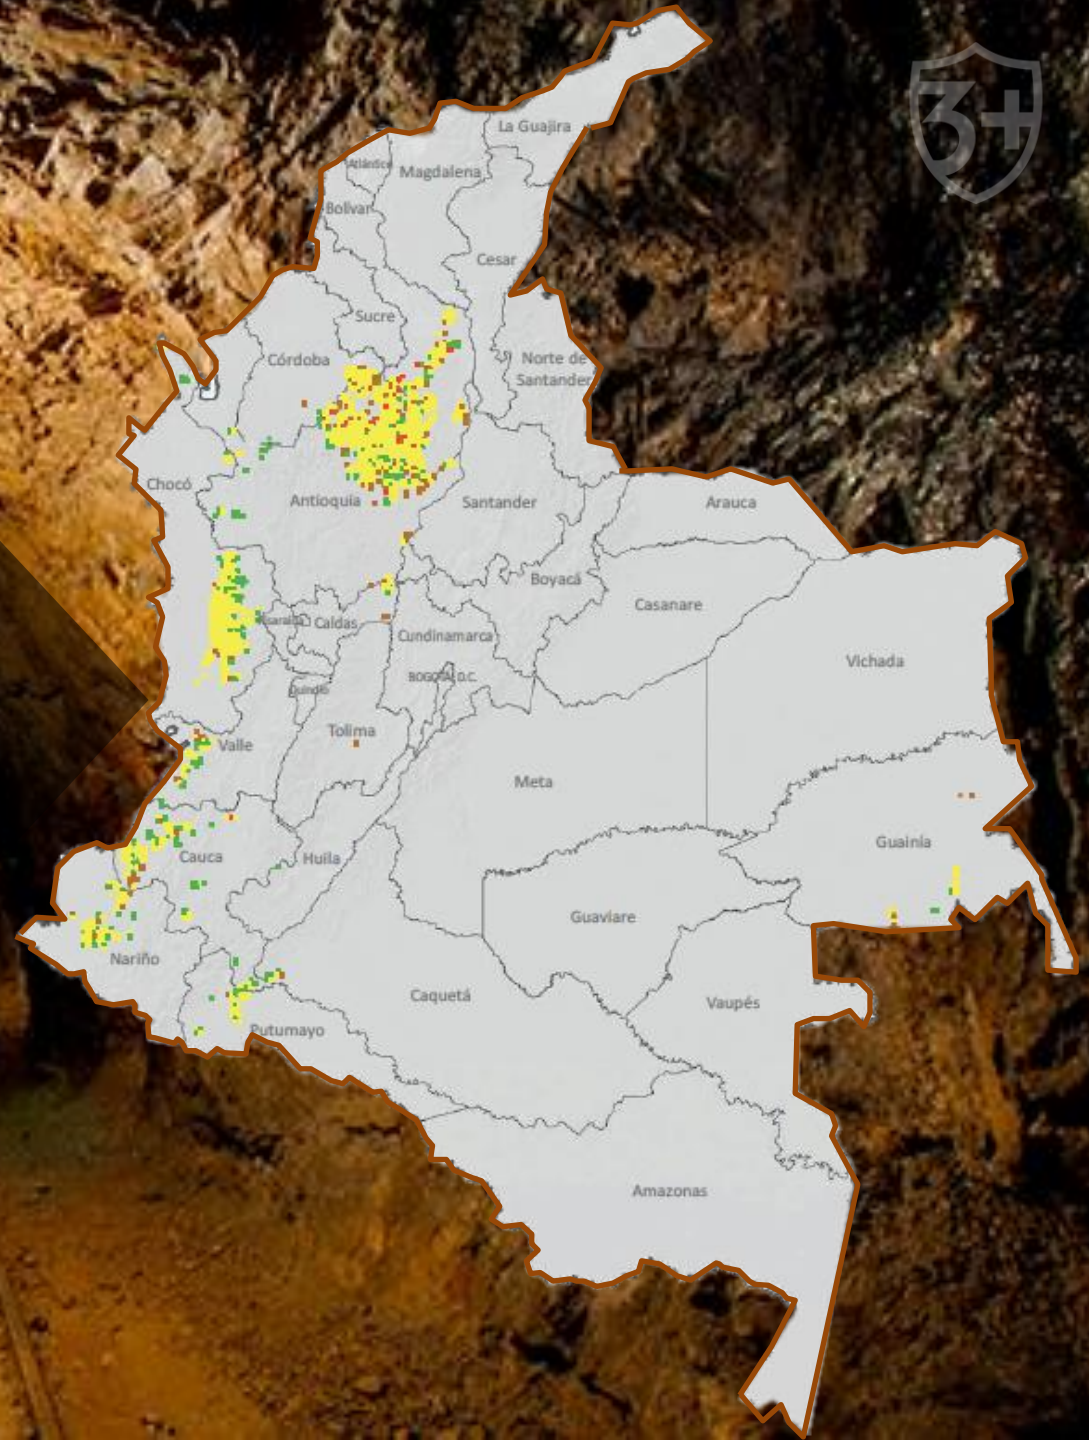 3+
La Guajira
Atlántico
Magdalena
Bolívar
Cesar
Sucre
Córdoba
Norte de
Santander
Chocó
Antioquia
Santander
Arauca
Boyacá
Casanare
Caldas
Cundinamarca
Vichada
BOGOTÁ, D.C.
Quindío
Tolima
Valle
Meta
Guainía
Cauca
Huila
Guaviare
Nariño
Caquetá
Vaupés
Putumayo
Amazonas